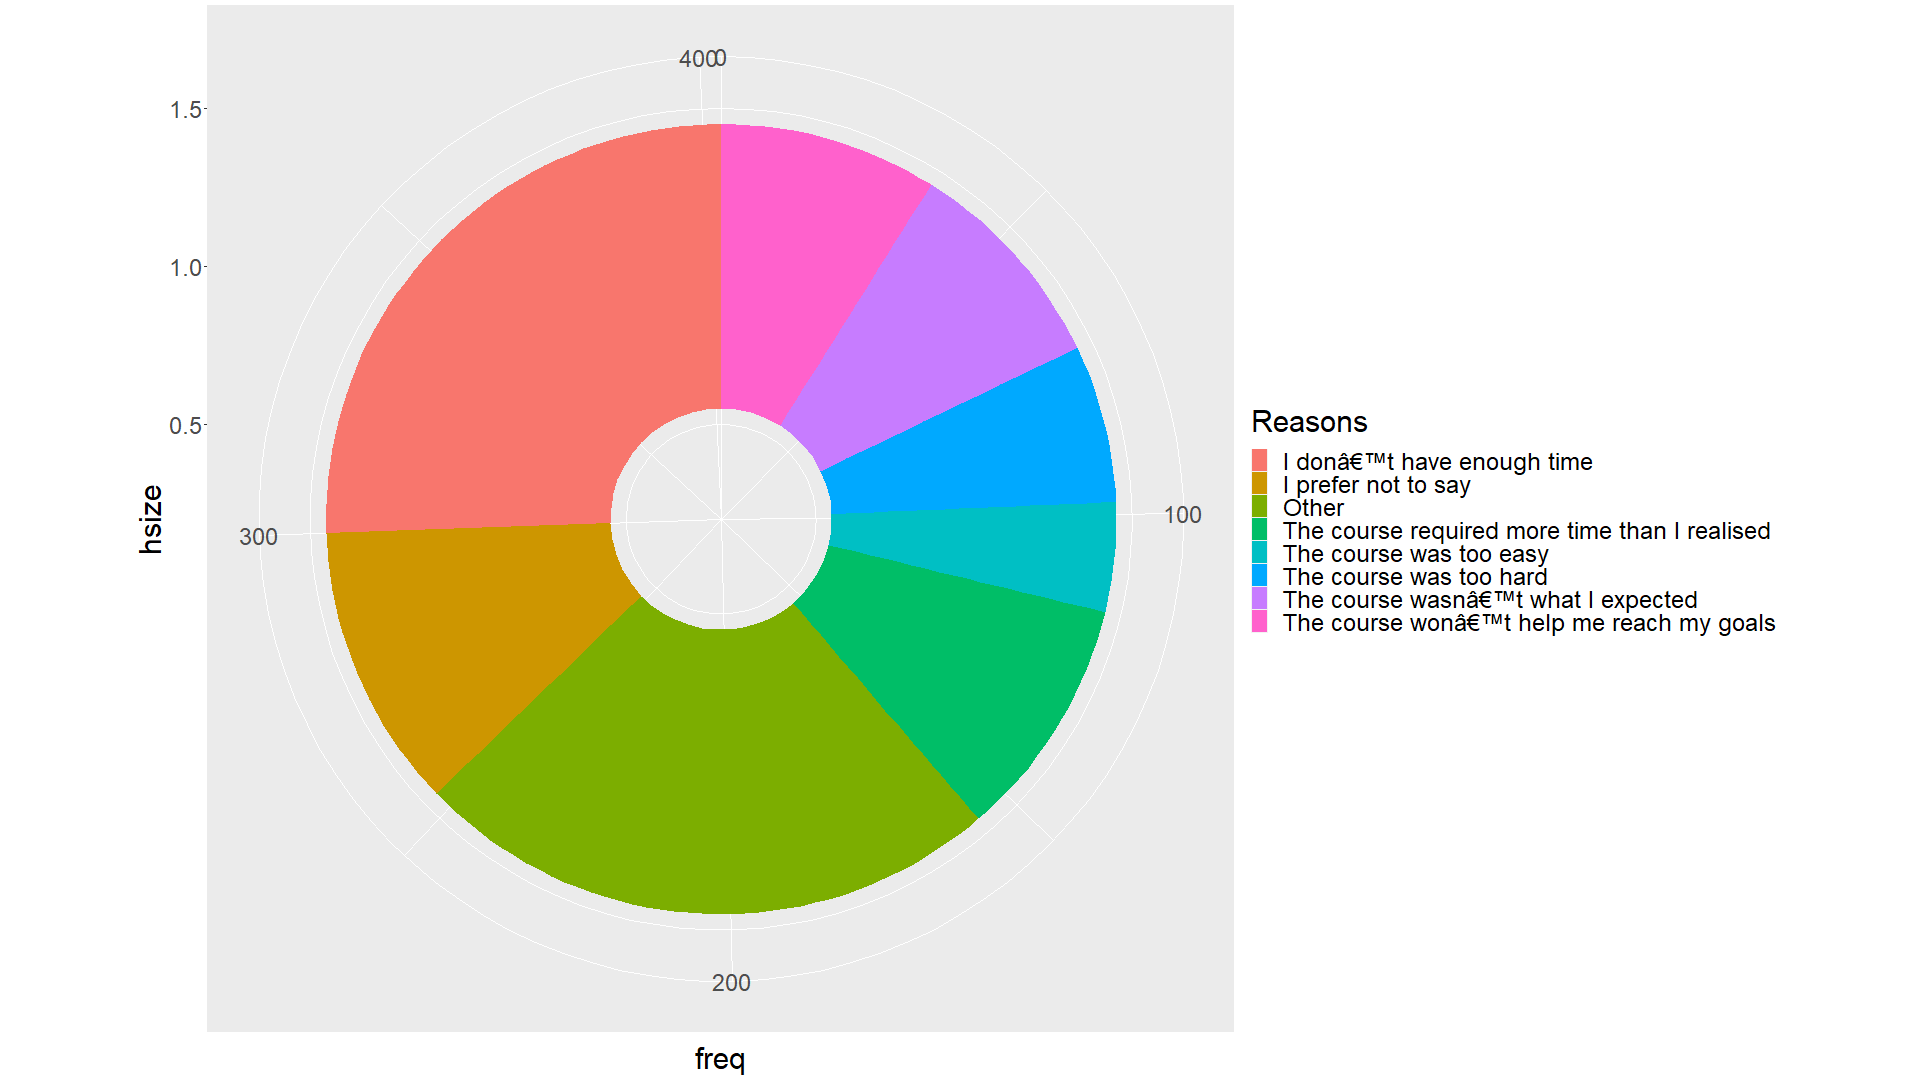 400
0
1.5
1.0
0.5
hsize
300
100
200
freq
Reasons
I donâ€™t have enough time
I prefer not to say
Other
The course required more time than I realised
The course was too easy
The course was too hard
The course wasnâ€™t what I expected
The course wonâ€™t help me reach my goals